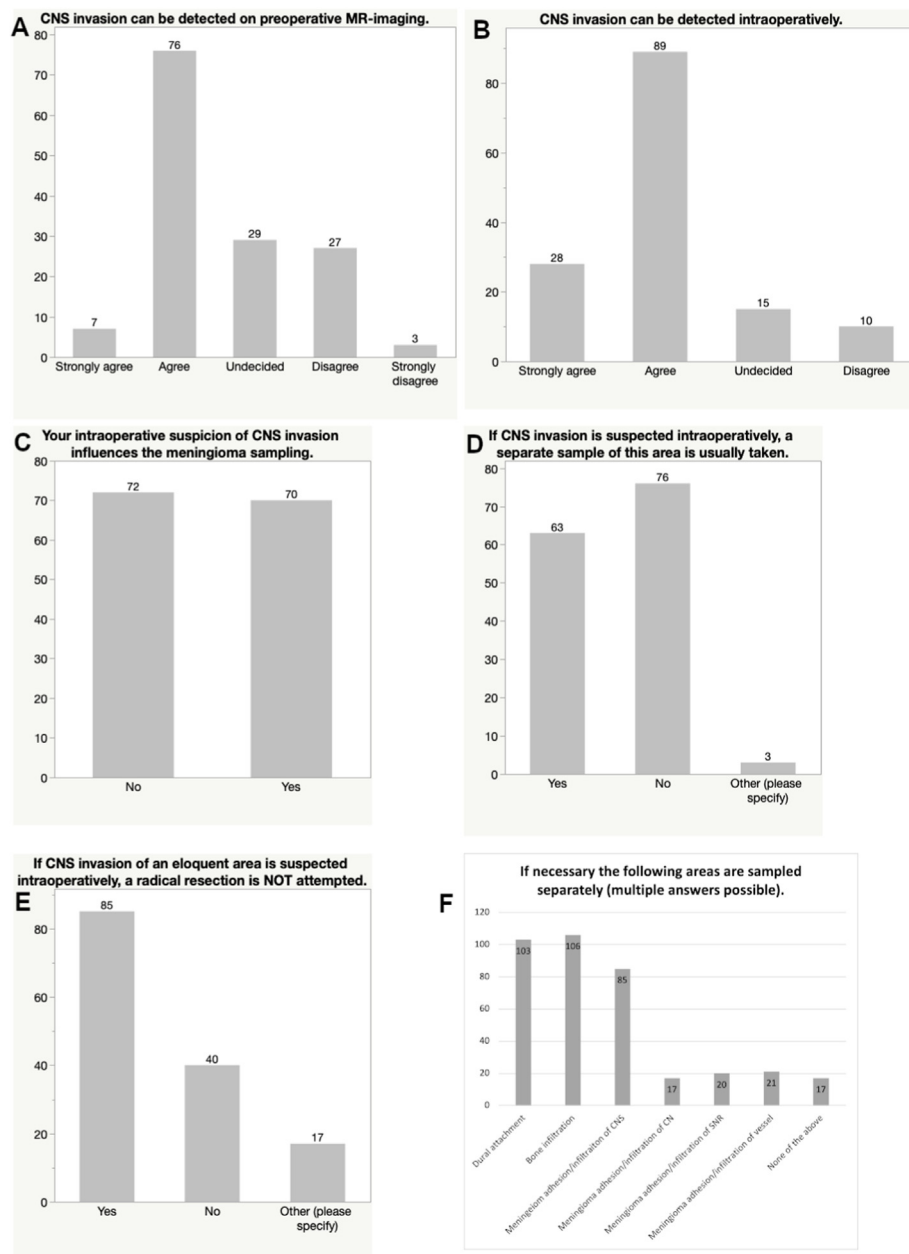 A
CNS invasion can be detected on preoperative MR-imaging.
80
70
60
50
40
30
20
10
0
7
76
29
27
3
Strongly agree
Agree
Undecided
Disagree
Strongly
disagree
B
CNS invasion can be detected intraoperatively.
80
60
40
20
0
28
89
15
10
Strongly agree
Agree
Undecided
Disagree
C
Your intraoperative suspicion of CNS invasion
influences the meningioma sampling.
80
70
60
50
40
30
20
10
0
72
70
No
Yes
D
If CNS invasion is suspected intraoperatively, a
separate sample of this area is usually taken.
80
70
60
50
40
30
20
10
0
63
76
3
Yes
No
Other (please
specify)
E
If CNS invasion of an eloquent area is suspected
intraoperatively, a radical resection is NOT attempted.
80
60
40
20
0
85
40
17
Yes
No
Other (please
specify)
F
If necessary the following areas are sampled
separately (multiple answers possible).
120
100
80
60
40
20
0
103
106
85
17
20
21
17
Dural attachment
Bone infiltration
Meningeiom adhesion/infiltraiton of CNS
Meningioma adhesion/infiltration of CN
Meningioma adhesion/infiltration of SNR
Meningioma adhesion/infiltration of vessel
None of the above